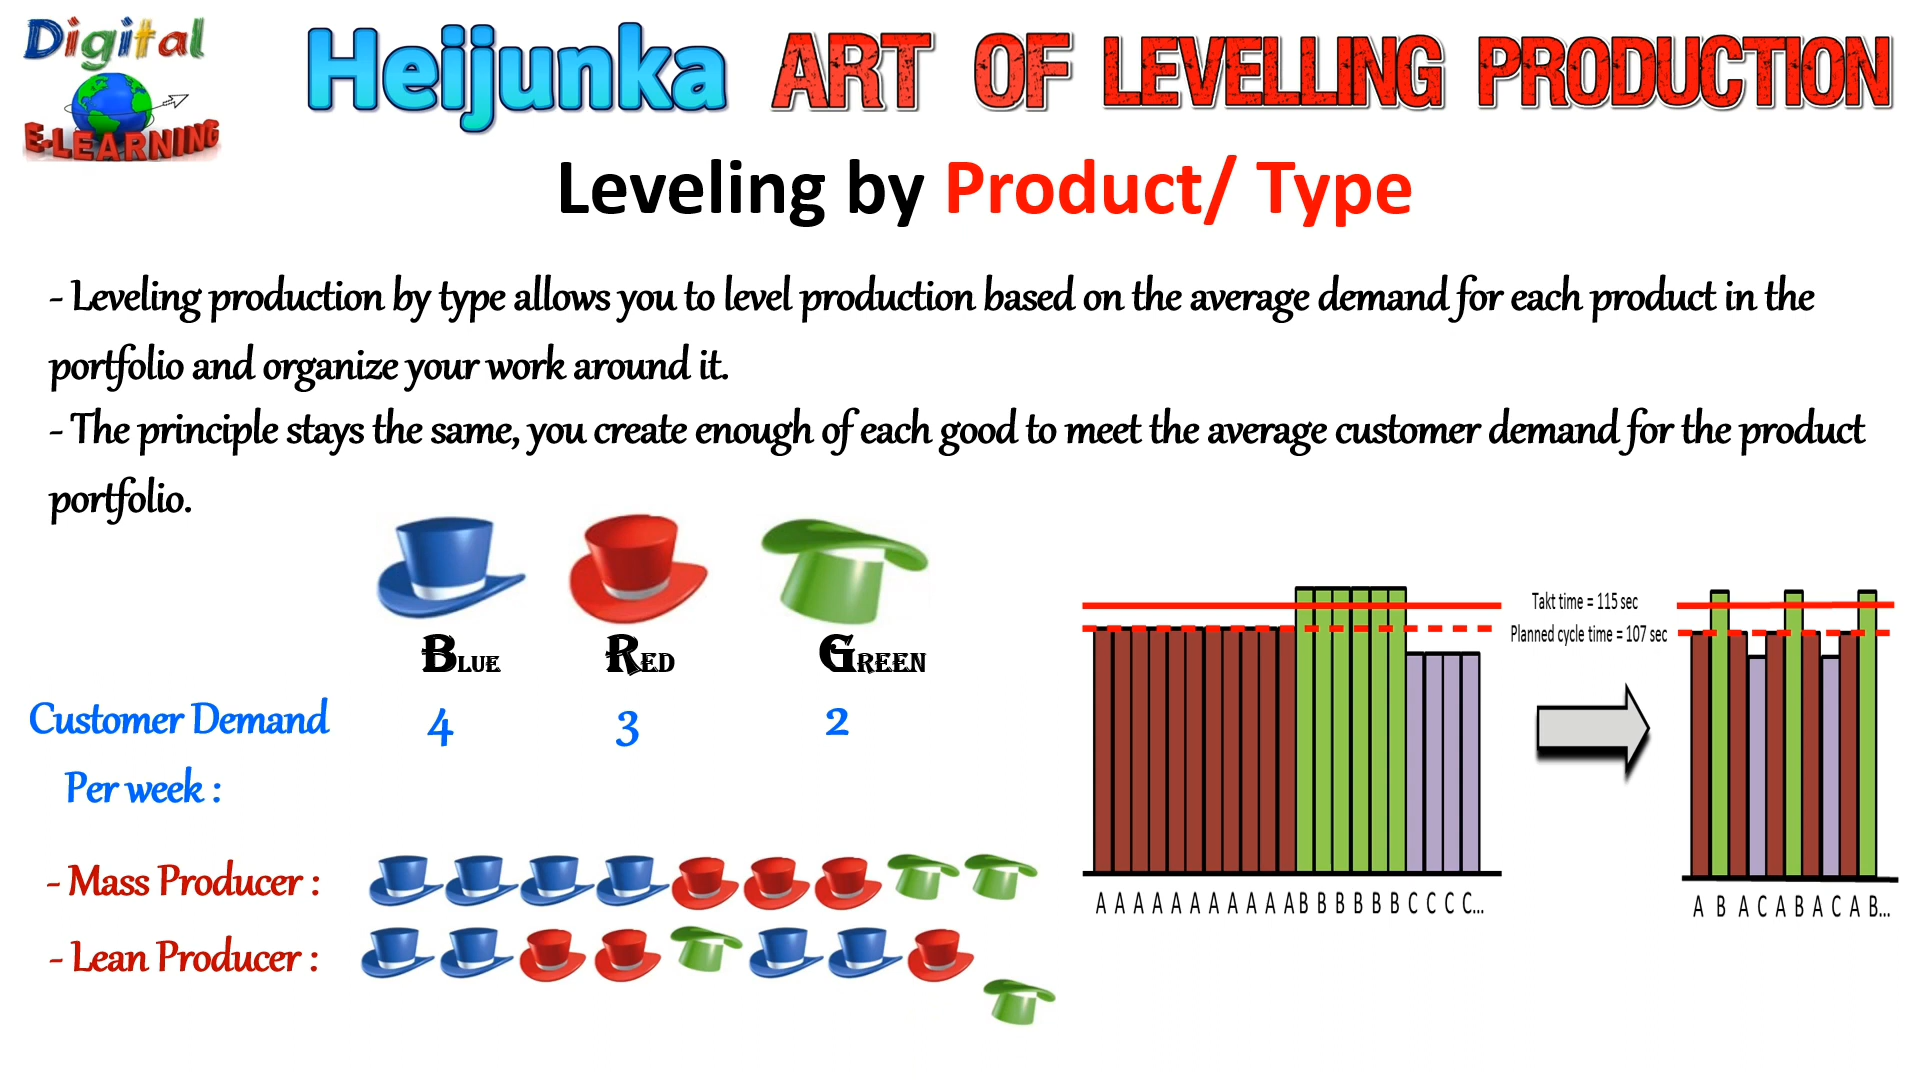 Digital
E-LEARNING
Heijunka ART OF LEVELLING PRODUCTION
Leveling by Product/ Type
- Leveling production by type allows you to level production based on the average demand for each product in the
portfolio and organize your work around it.
- The principle stays the same, you create enough of each good to meet the average customer demand for the product
portfolio.
Blue Red Green
Customer Demand 4 3 2
Per week :
- Mass Producer :
- Lean Producer :
Takt time = 115 sec
Planned cycle time = 107 sec
A A A A A A A A A A A B B B B B B C C C C...
A B A C A B A C A B...